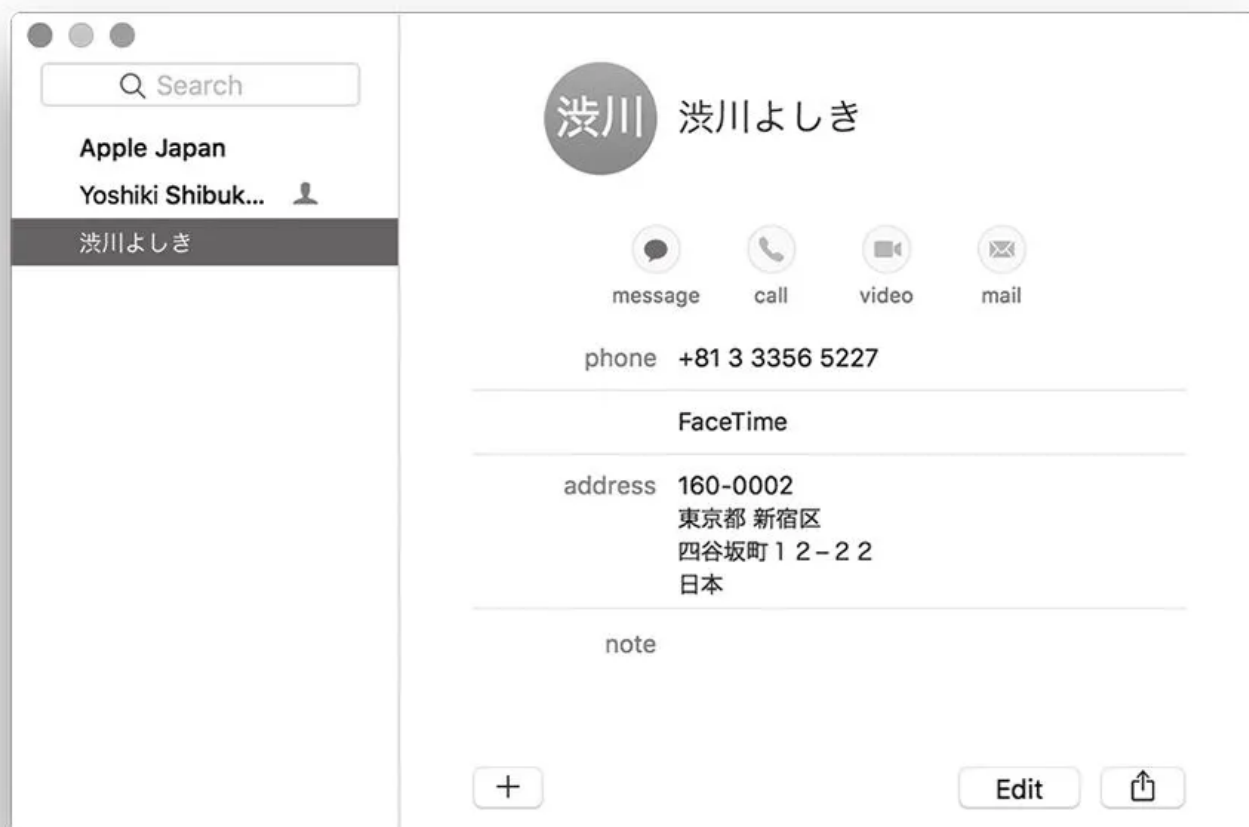 Search
Apple Japan
Yoshiki Shibuk...
渋川よしき
渋川
渋川よしき
message
call
video
mail
phone +81 3 3356 5227
FaceTime
address 160-0002
東京都 新宿区
四谷坂町１２−２２
日本
note
Edit